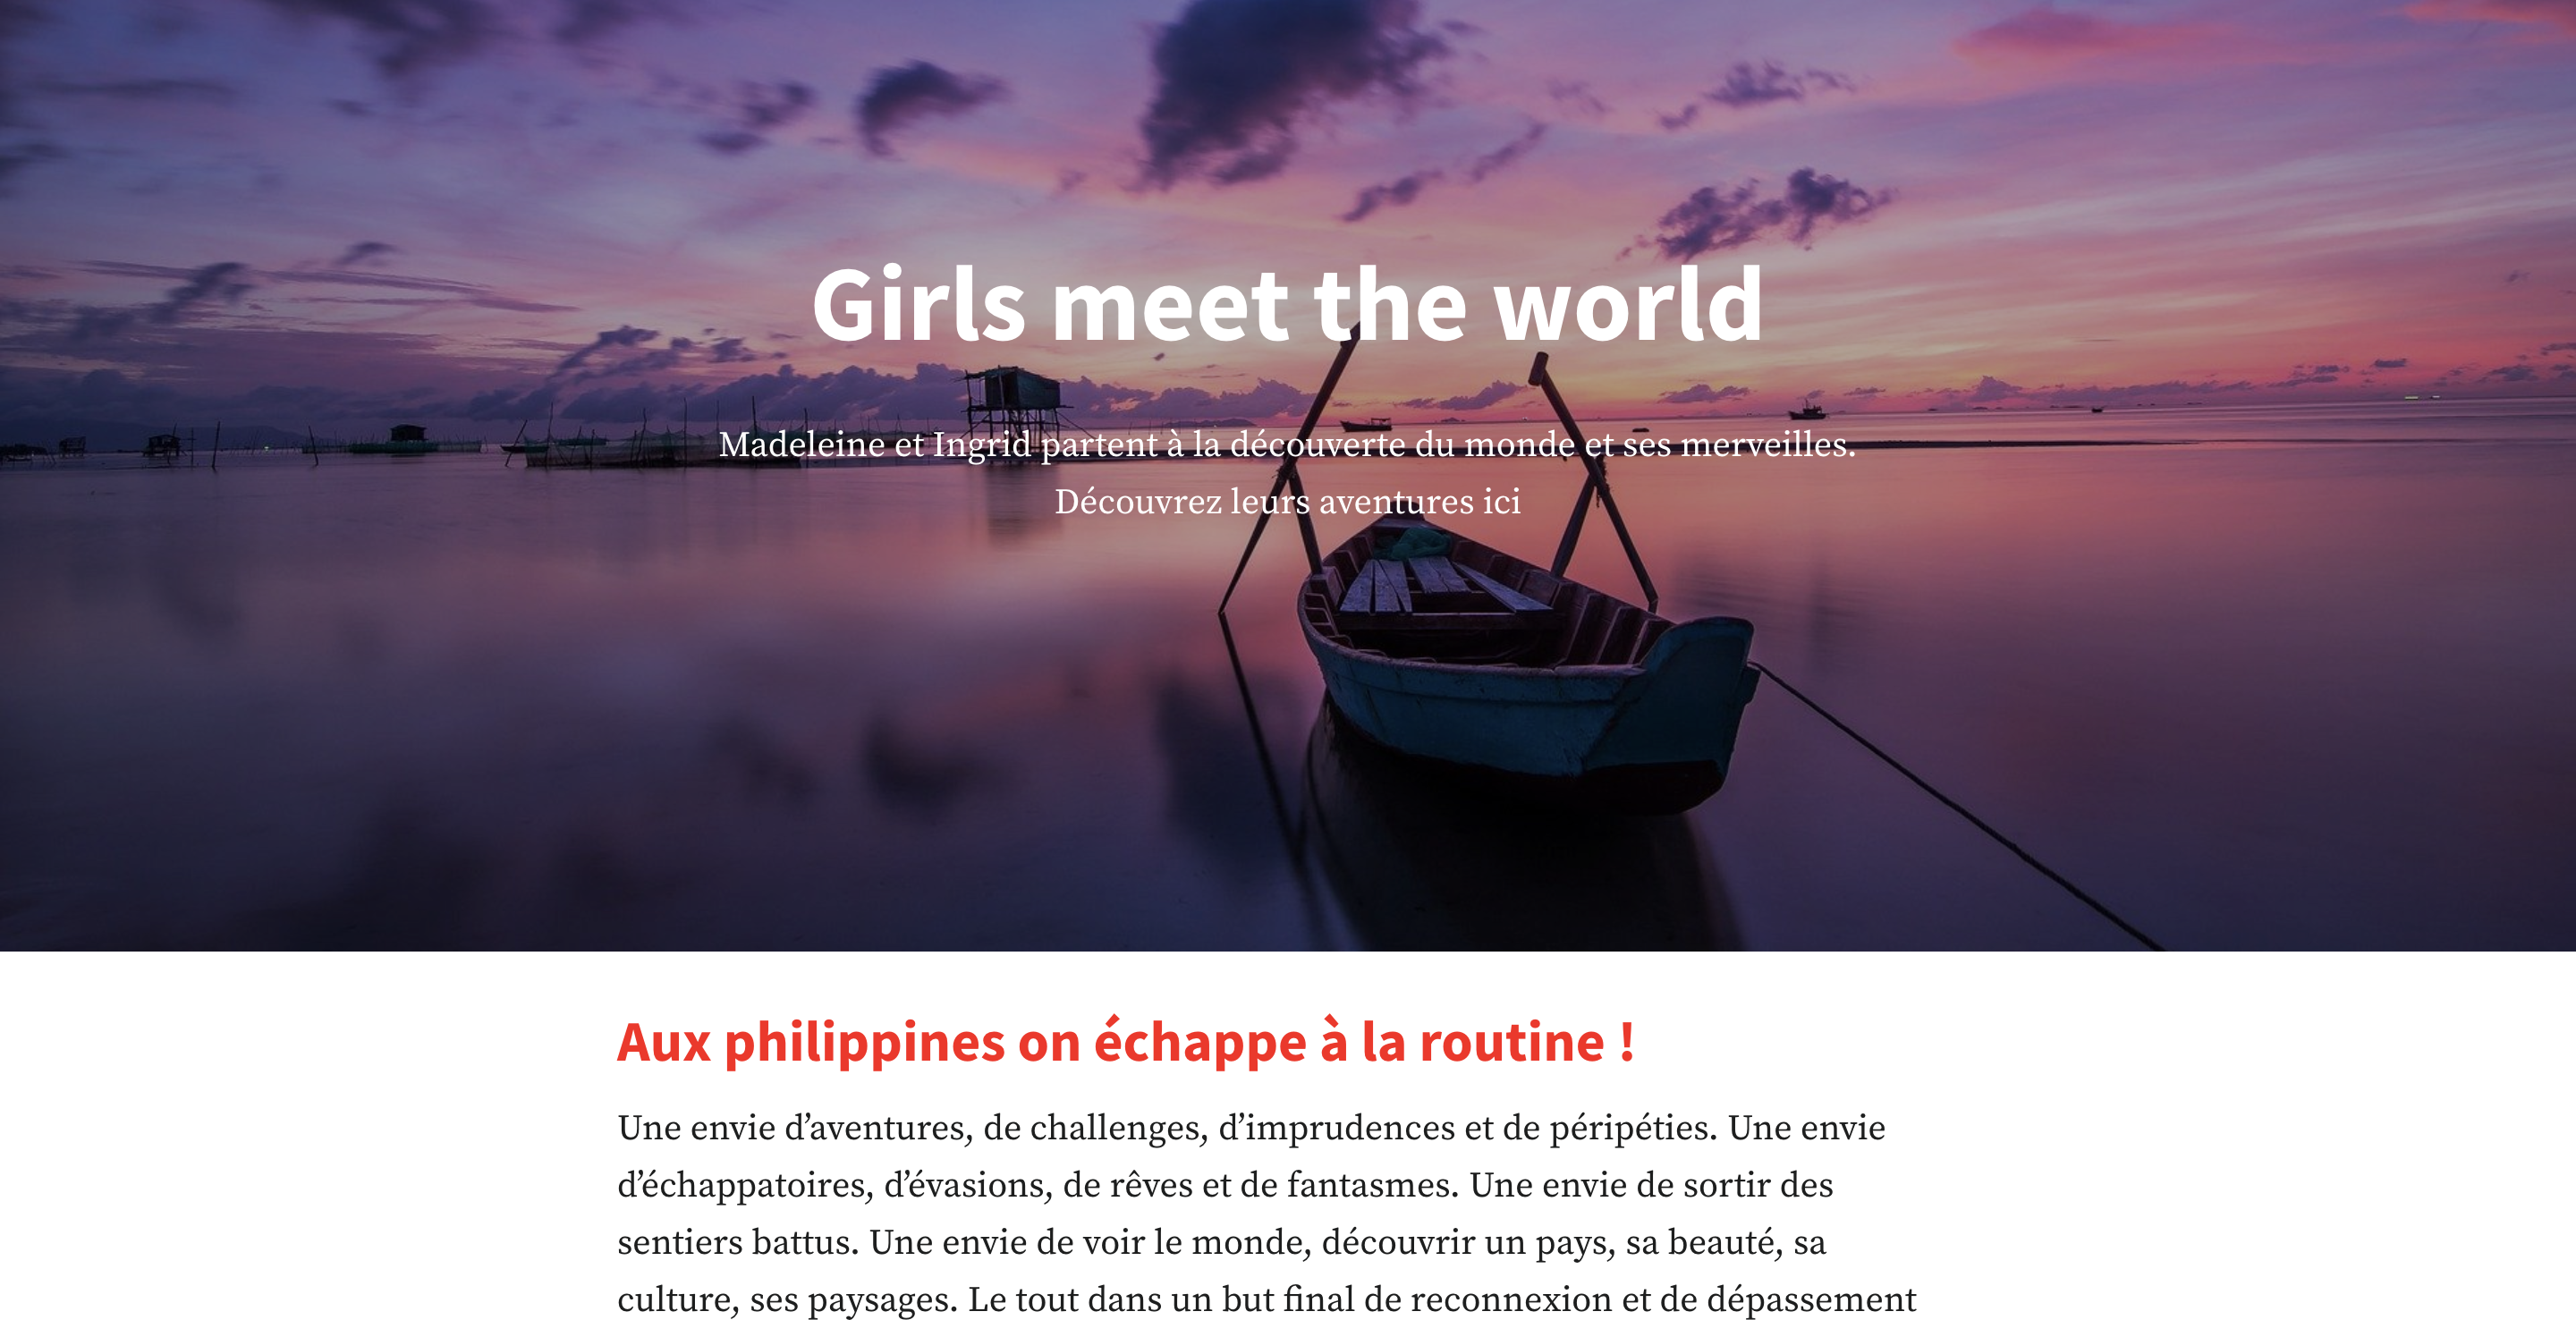 Girls meet the world
Madeleine et Ingrid partent à la découverte du monde et ses merveilles.
Découvrez leurs aventures ici
Aux philippines on échappe à la routine !
Une envie d’aventures, de challenges, d’imprudences et de péripéties. Une envie
d’échappatoires, d’évasions, de rêves et de fantasmes. Une envie de sortir des
sentiers battus. Une envie de voir le monde, découvrir un pays, sa beauté, sa
culture, ses paysages. Le tout dans un but final de reconnexion et de dépassement